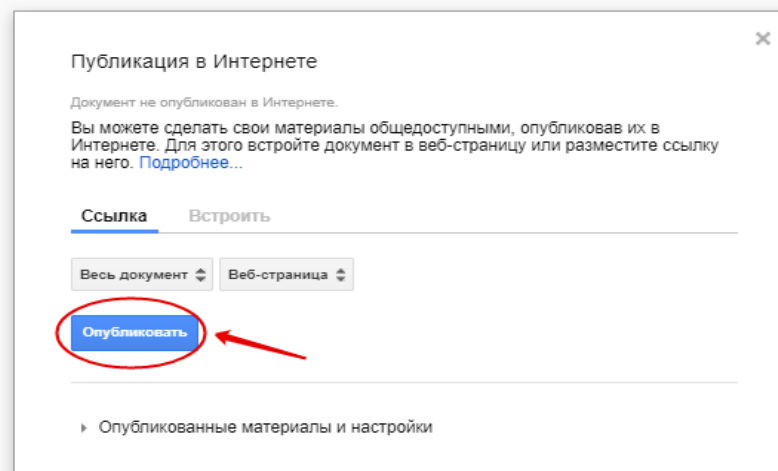 Публикация в Интернете
Документ не опубликован в Интернете.
Вы можете сделать свои материалы общедоступными, опубликовав их в
Интернете. Для этого встройте документ в веб-страницу или разместите ссылку
на него. Подробнее...
Ссылка Встроить
Весь документ Веб-страница
Опубликовать
Опубликованные материалы и настройки